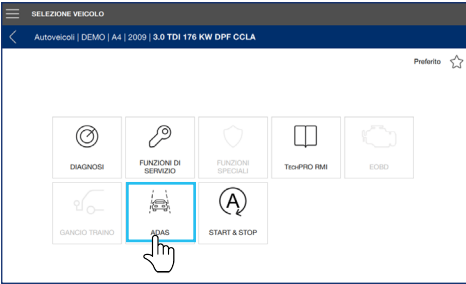 SELEZIONE VEICOLO
Autoveicoli | DEMO | A4 | 2009 | 3.0 TDI 176 KW DPF CCLA
Preferito
DIAGNOSI
FUNZIONI DI
SERVIZIO
FUNZIONI
SPECIALI
TECHPRO RMI
EOBD
GANCIO TRAINO
ADAS
A
START & STOP